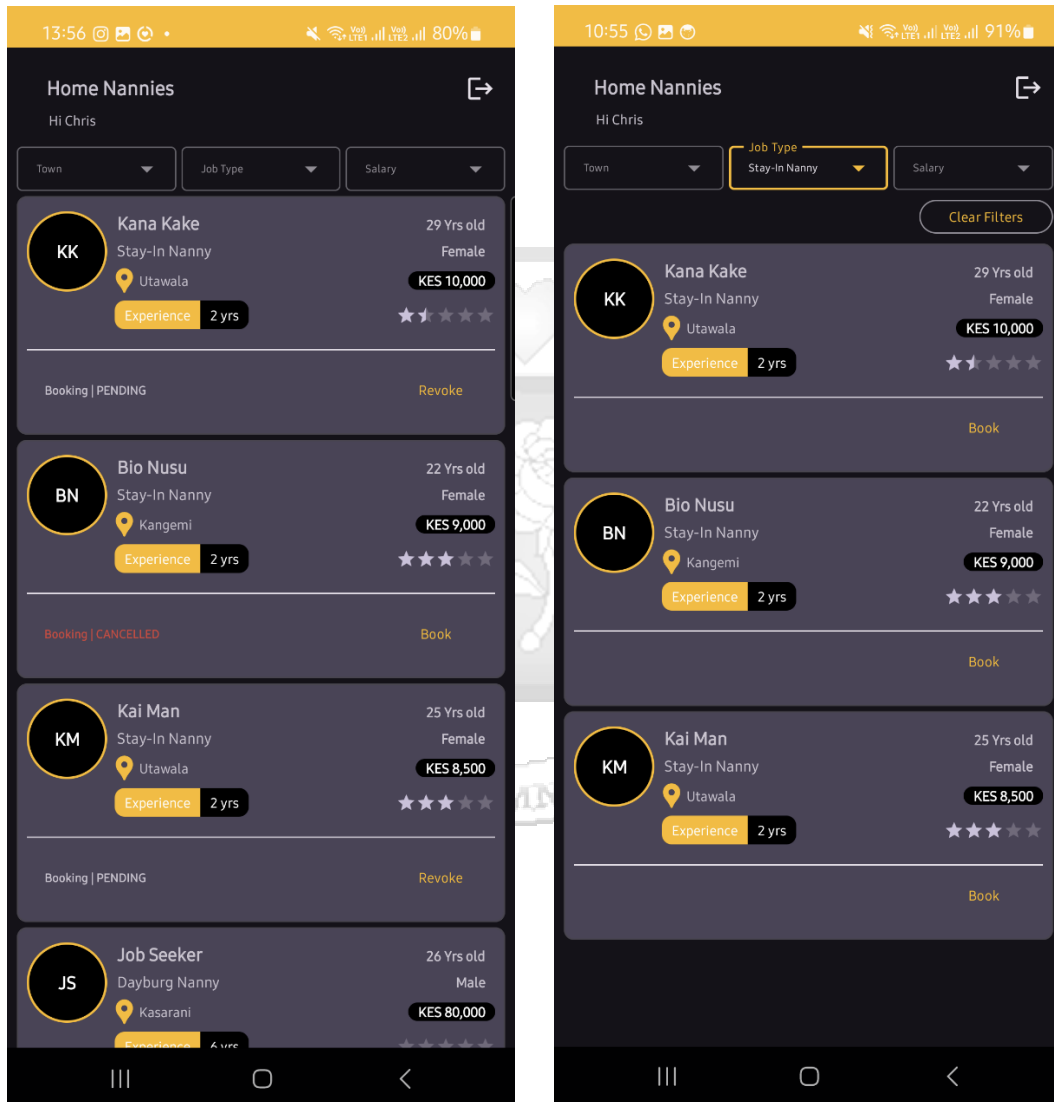 13:56 80%
Home Nannies
Hi Chris
Town Job Type Salary
KK Kana Kake 29 Yrs old
Stay-In Nanny Female
Utawala KES 10,000
Experience 2 yrs
Booking | PENDING Revoke
BN Bio Nusu 22 Yrs old
Stay-In Nanny Female
Kangemi KES 9,000
Experience 2 yrs
Booking | CANCELLED Book
KM Kai Man 25 Yrs old
Stay-In Nanny Female
Utawala KES 8,500
Experience 2 yrs
Booking | PENDING Revoke
JS Job Seeker 26 Yrs old
Dayburg Nanny Male
Kasarani KES 80,000
Experience 6 yrs
10:55 91%
Home Nannies
Hi Chris
Job Type
Town Stay-In Nanny Salary
Clear Filters
KK Kana Kake 29 Yrs old
Stay-In Nanny Female
Utawala KES 10,000
Experience 2 yrs
Book
BN Bio Nusu 22 Yrs old
Stay-In Nanny Female
Kangemi KES 9,000
Experience 2 yrs
Book
KM Kai Man 25 Yrs old
Stay-In Nanny Female
Utawala KES 8,500
Experience 2 yrs
Book